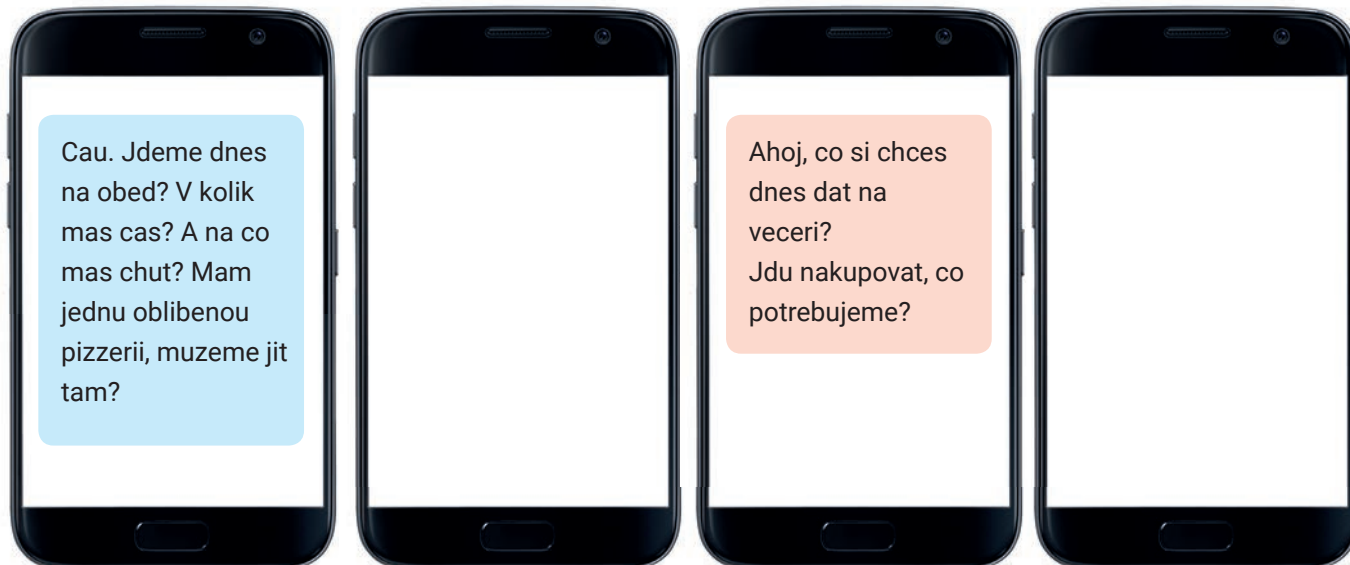 Cau. Jdeme dnes
na obed? V kolik
mas cas? A na co
mas chut? Mam
jednu oblibenou
pizzerii, muzeme jit
tam?
Ahoj, co si chces
dnes dat na
veceri?
Jdu nakupovat, co
potrebujeme?